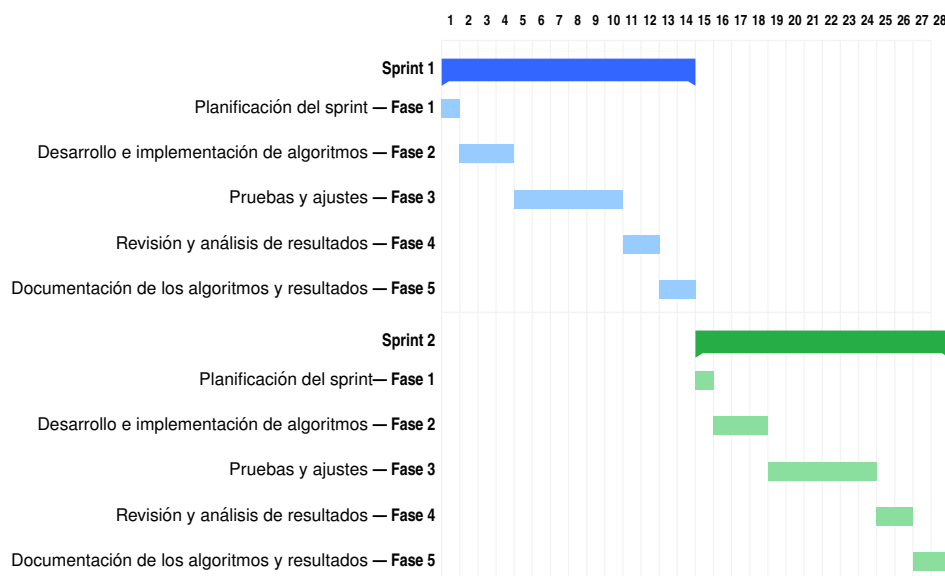 1 2 3 4 5 6 7 8 9 10 11 12 13 14 15 16 17 18 19 20 21 22 23 24 25 26 27 28
Sprint 1
Planificación del sprint — Fase 1
Desarrollo e implementación de algoritmos — Fase 2
Pruebas y ajustes — Fase 3
Revisión y análisis de resultados — Fase 4
Documentación de los algoritmos y resultados — Fase 5
Sprint 2
Planificación del sprint— Fase 1
Desarrollo e implementación de algoritmos — Fase 2
Pruebas y ajustes — Fase 3
Revisión y análisis de resultados — Fase 4
Documentación de los algoritmos y resultados — Fase 5